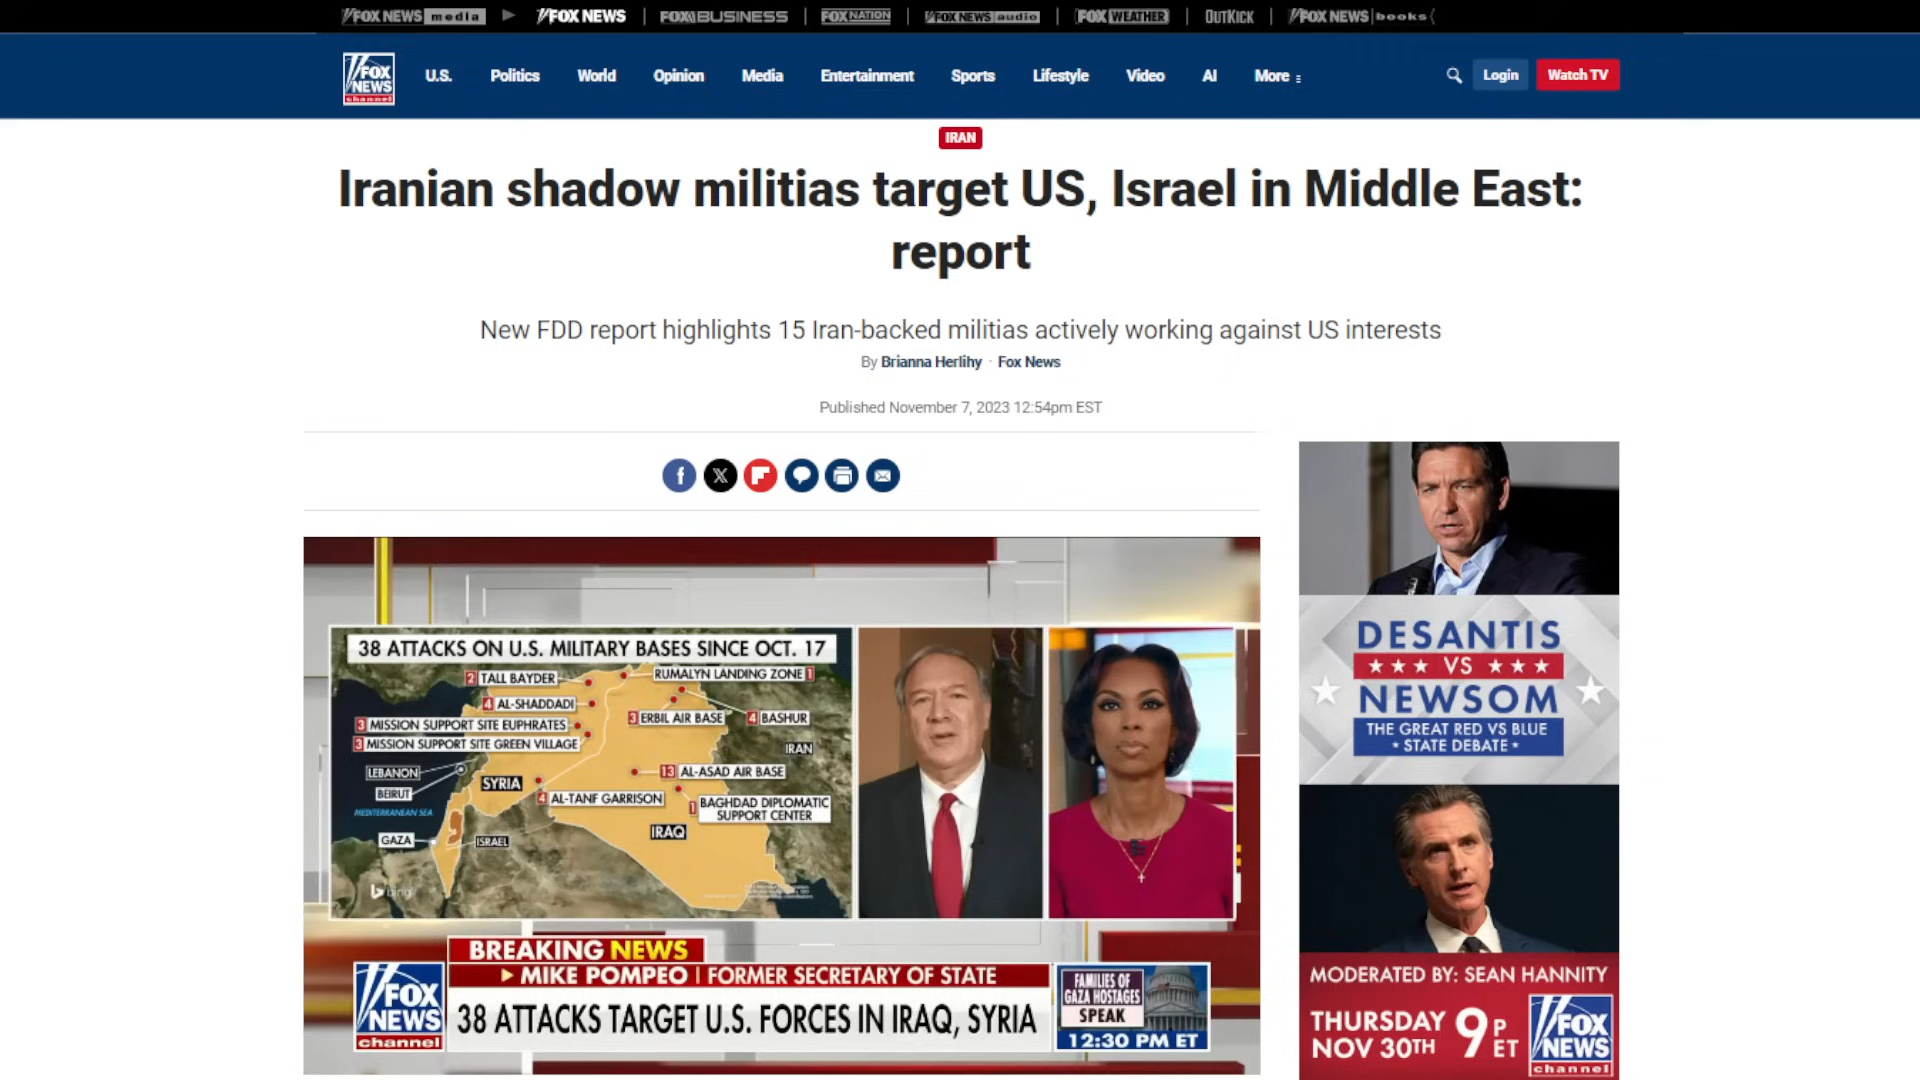 FOX NEWS media
FOX NEWS
FOX BUSINESS
FOX NATION
FOX NEWS audio
FOX WEATHER
OUTKICK
FOX NEWS books
FOX NEWS channel
U.S.
Politics
World
Opinion
Media
Entertainment
Sports
Lifestyle
Video
AI
More
Login
Watch TV
IRAN
Iranian shadow militias target US, Israel in Middle East:
report
New FDD report highlights 15 Iran-backed militias actively working against US interests
By Brianna Herlihy · Fox News
Published November 7, 2023 12:54pm EST
38 ATTACKS ON U.S. MILITARY BASES SINCE OCT. 17
2 TALL BAYDER
RUMALYN LANDING ZONE 1
4 AL-SHADDADI
3 MISSION SUPPORT SITE EUPHRATES
3 ERBIL AIR BASE
4 BASHUR
3 MISSION SUPPORT SITE GREEN VILLAGE
IRAN
LEBANON
BEIRUT
SYRIA
13 AL-ASAD AIR BASE
4 AL-TANF GARRISON
1 BAGHDAD DIPLOMATIC
SUPPORT CENTER
MEDITERRANEAN SEA
GAZA
ISRAEL
IRAQ
bing
BREAKING NEWS
MIKE POMPEO | FORMER SECRETARY OF STATE
38 ATTACKS TARGET U.S. FORCES IN IRAQ, SYRIA
FOX
NEWS
channel
FAMILIES OF
GAZA HOSTAGES
SPEAK
12:30 PM ET
DESANTIS
VS
NEWSOM
THE GREAT RED VS BLUE
* STATE DEBATE *
MODERATED BY: SEAN HANNITY
THURSDAY
NOV 30TH
9 P ET
FOX
NEWS
channel